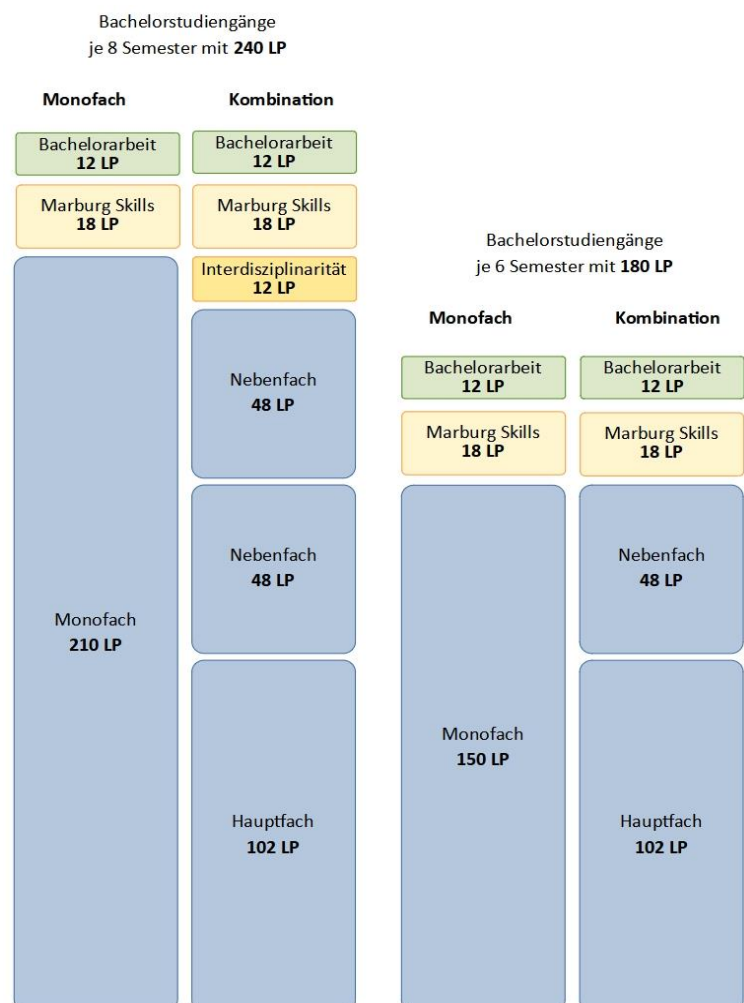 Bachelorstudiengänge
je 8 Semester mit 240 LP
Monofach
Kombination
Bachelorarbeit
12 LP
Marburg Skills
18 LP
Monofach
210 LP
Bachelorarbeit
12 LP
Marburg Skills
18 LP
Interdisziplinarität
12 LP
Nebenfach
48 LP
Nebenfach
48 LP
Hauptfach
102 LP
Bachelorstudiengänge
je 6 Semester mit 180 LP
Monofach
Kombination
Bachelorarbeit
12 LP
Marburg Skills
18 LP
Monofach
150 LP
Bachelorarbeit
12 LP
Marburg Skills
18 LP
Nebenfach
48 LP
Hauptfach
102 LP